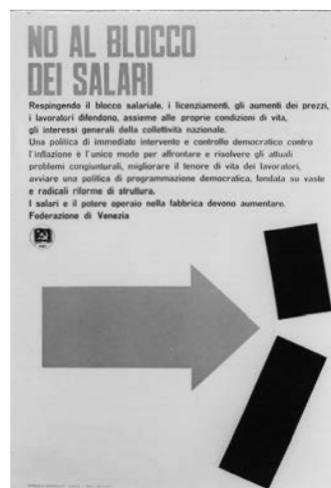 NO AL BLOCCO
DEI SALARI
Respingendo il blocco salariale, i licenziamenti, gli aumenti dei prezzi,
i lavoratori difendono, assieme alle proprie condizioni di vita,
gli interessi generali della collettività nazionale.
Una politica di immediato intervento e controllo democratico contro
l'inflazione è l'unico modo per affrontare e risolvere gli attuali
problemi congiunturali, migliorare il tenore di vita dei lavoratori,
avviare una politica di programmazione democratica, fondata su vaste
e radicali riforme di struttura.
I salari e il potere operaio nella fabbrica devono aumentare.
Federazione di Venezia